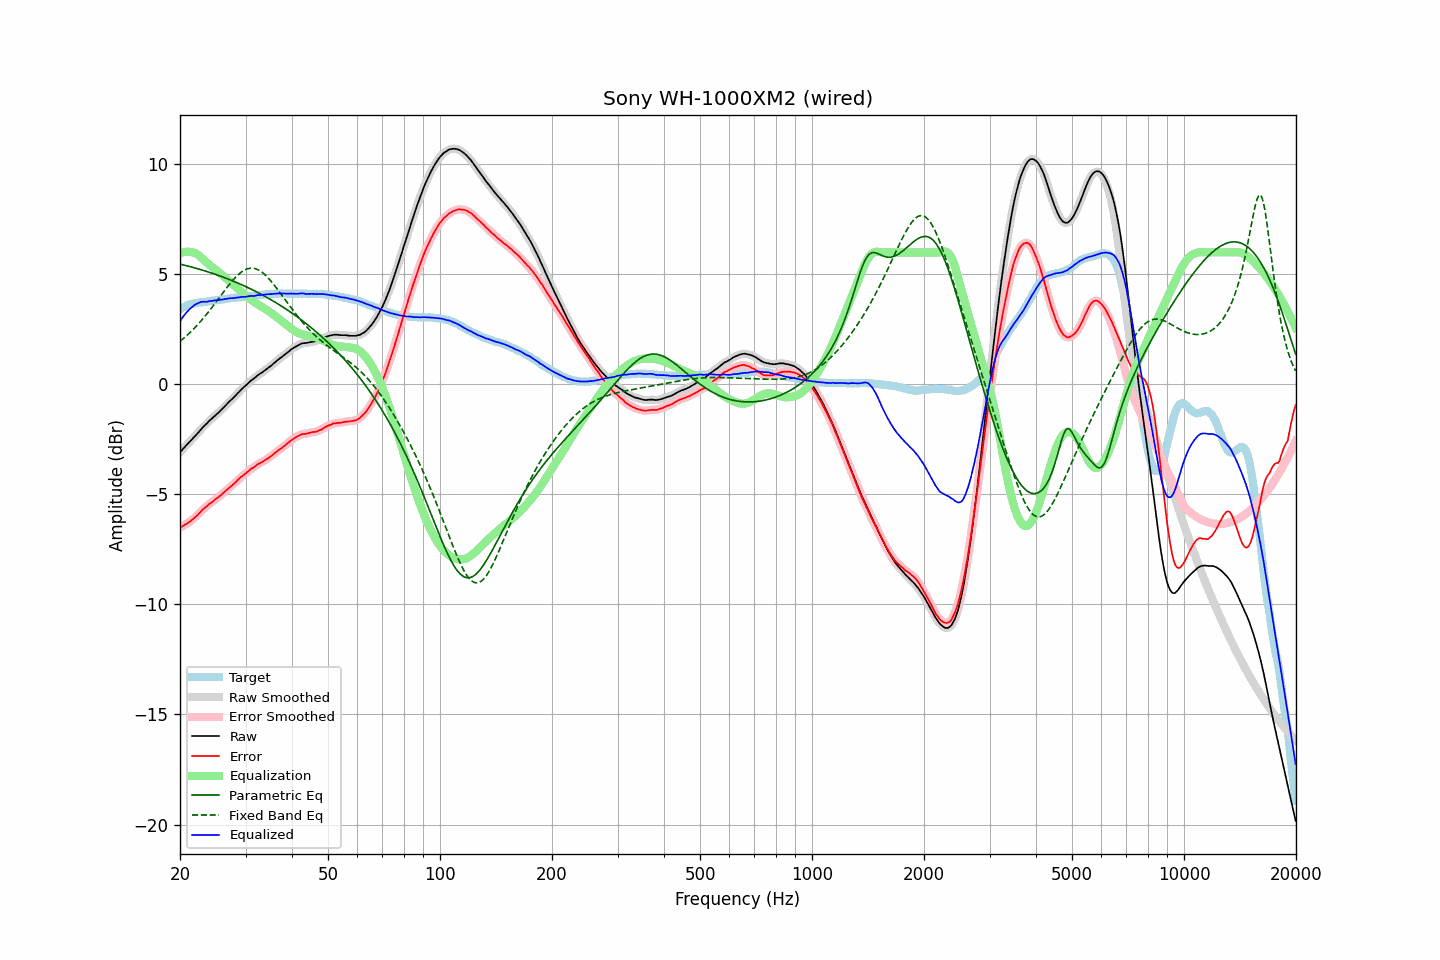 Sony WH-1000XM2 (wired)
10
5
0
−5
−10
−15
−20
Amplitude (dBr)
Target
Raw Smoothed
Error Smoothed
Raw
Error
Equalization
Parametric Eq
Fixed Band Eq
Equalized
20 50 100 200 500 1000 2000 5000 10000 20000
Frequency (Hz)